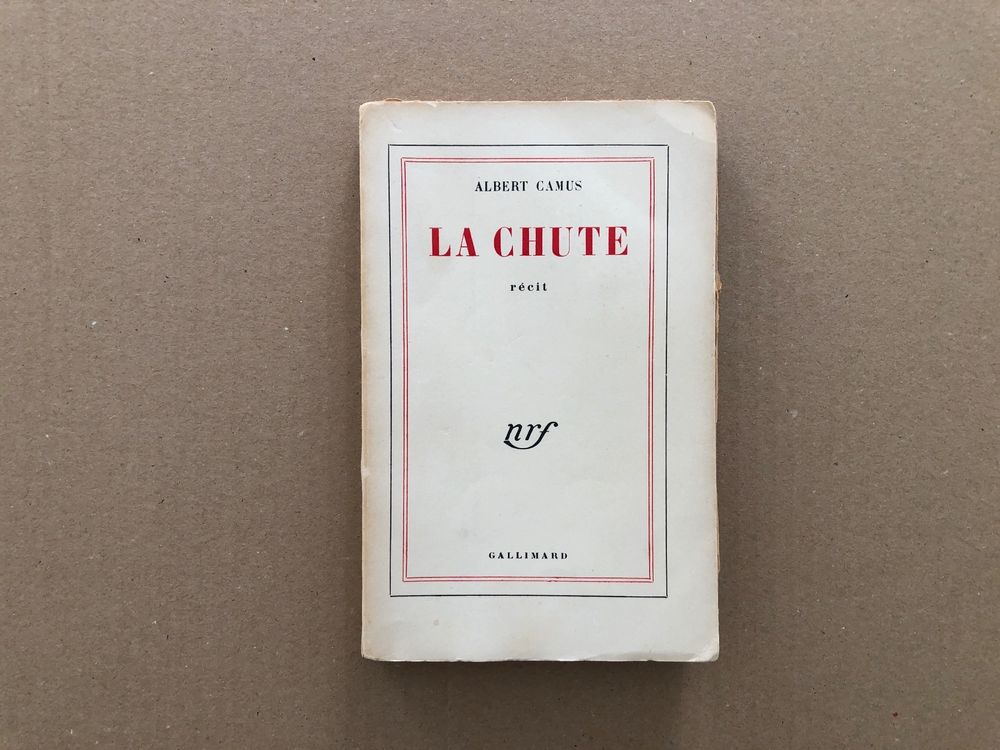 ALBERT CAMUS
LA CHUTE
récit
nrf
GALLIMARD